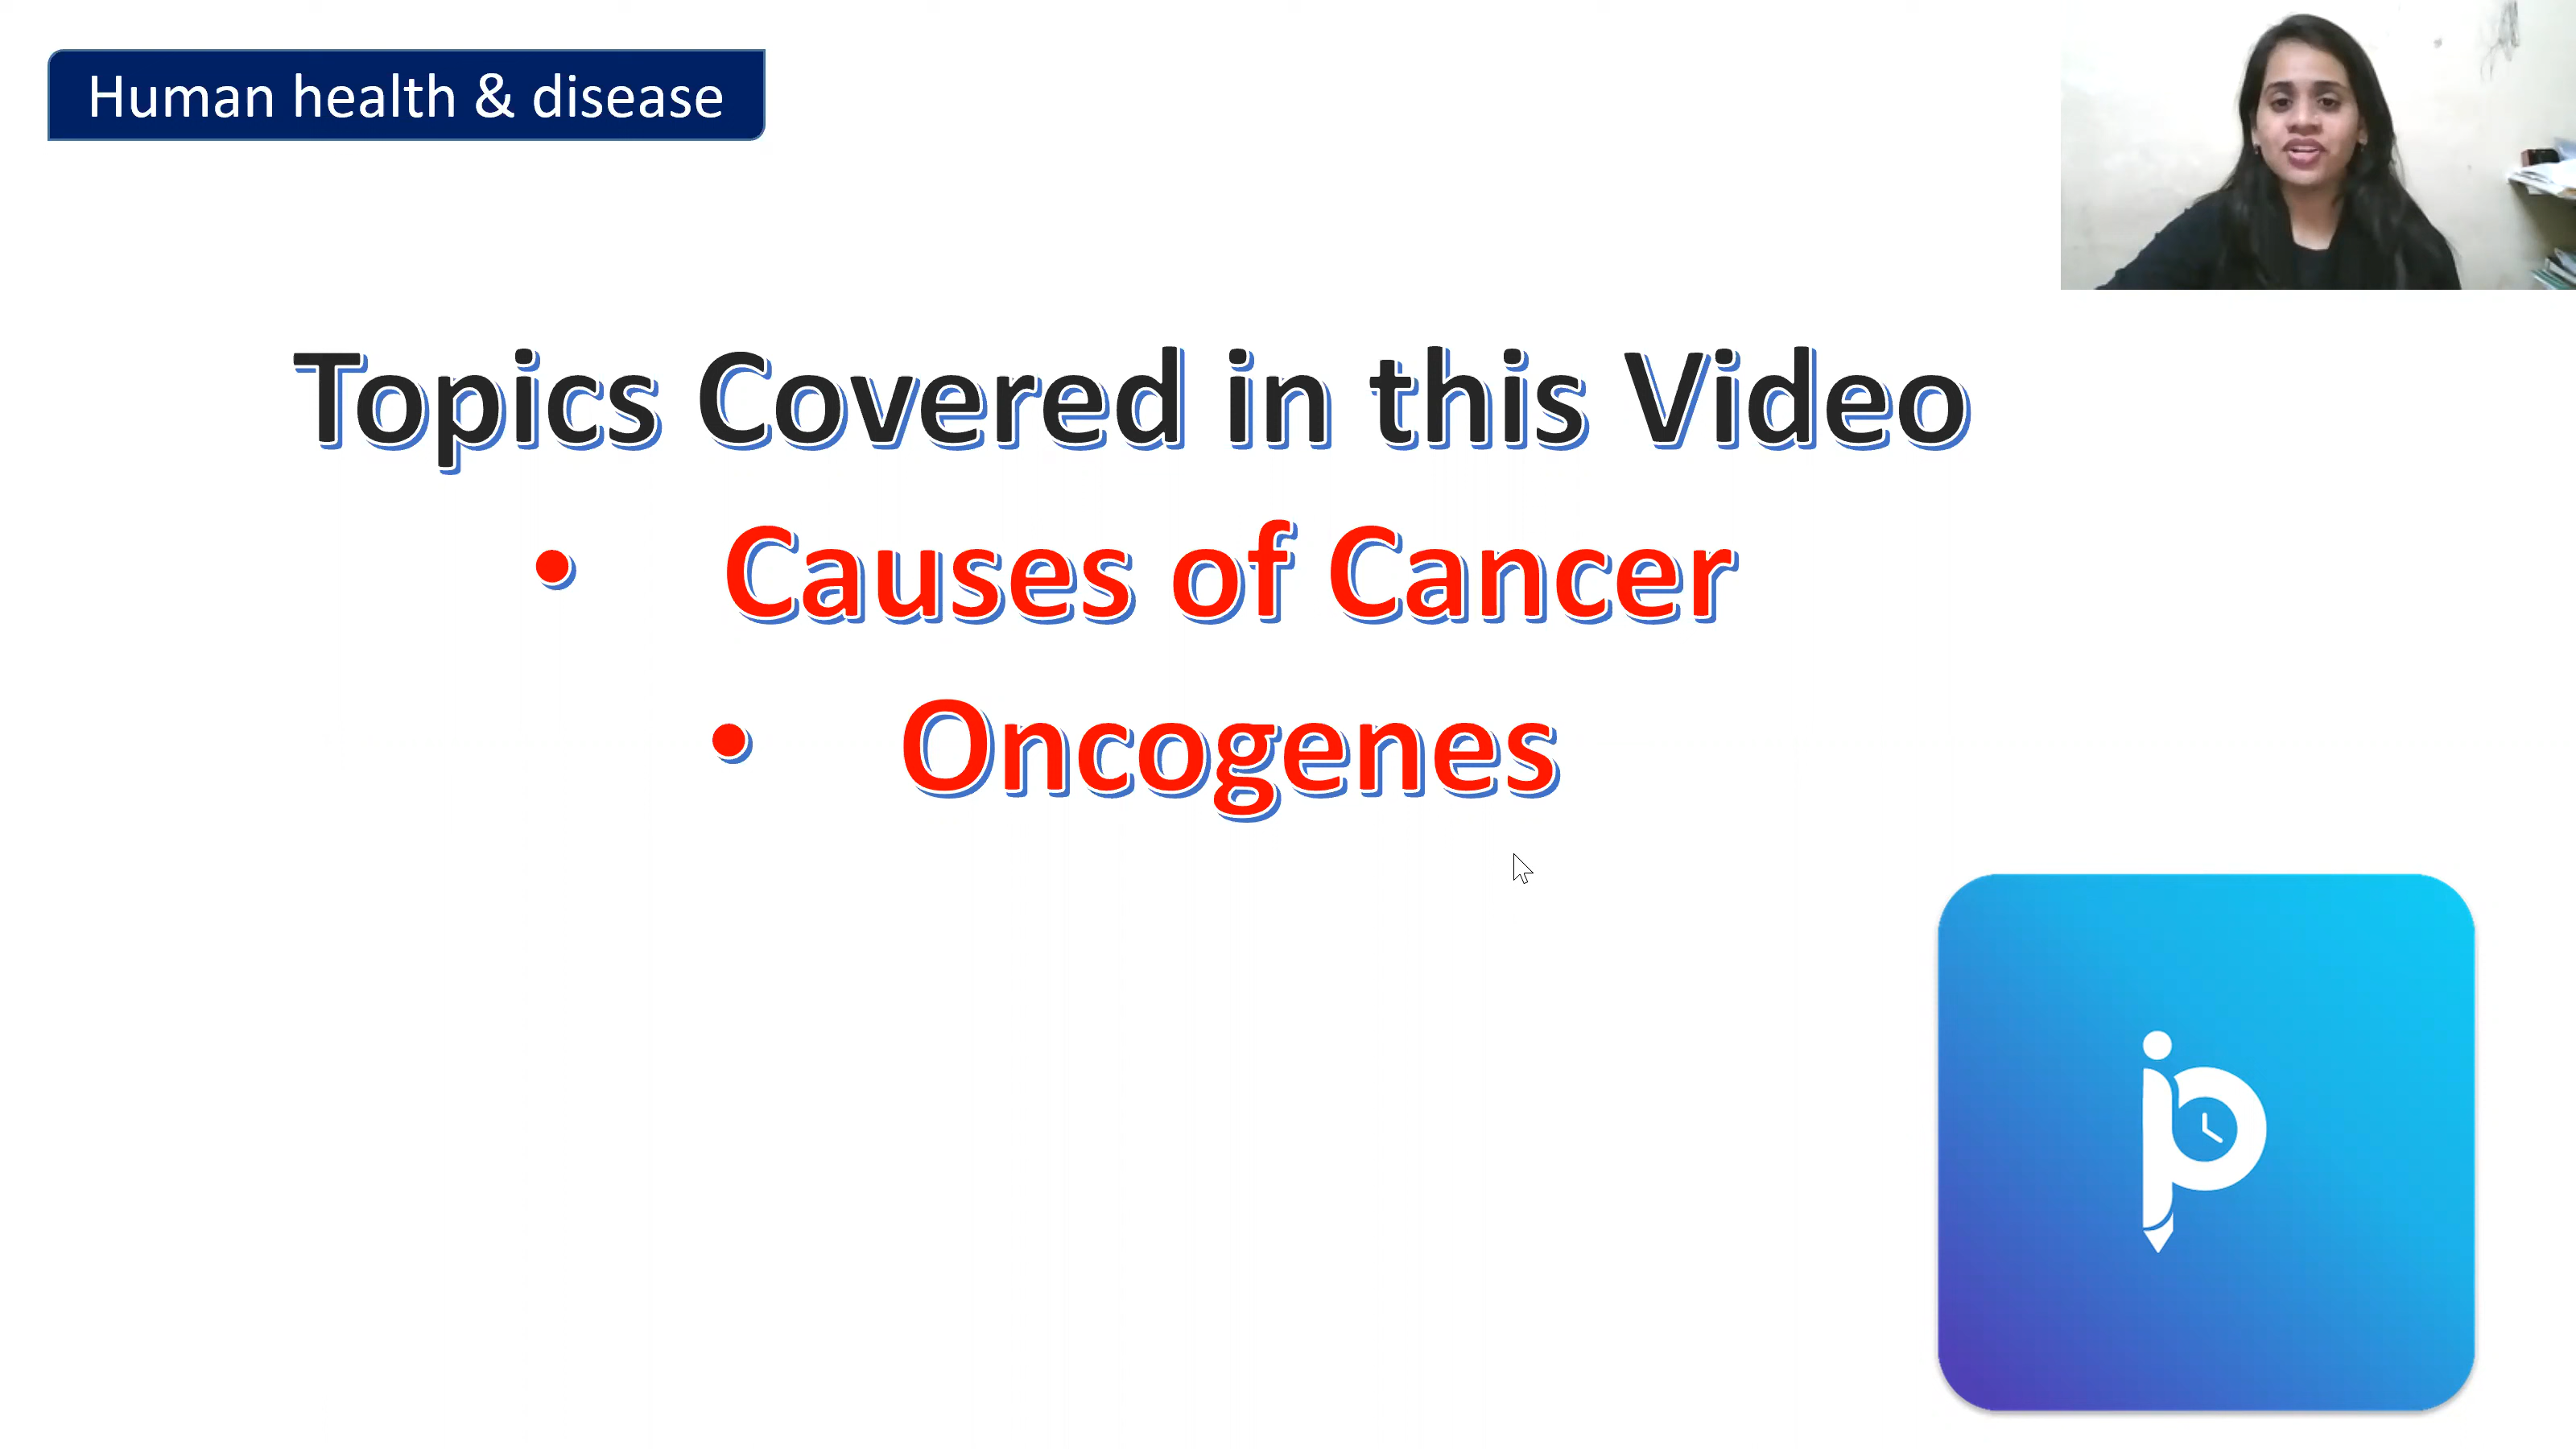 Human health & disease
Topics Covered in this Video
• Causes of Cancer
• Oncogenes